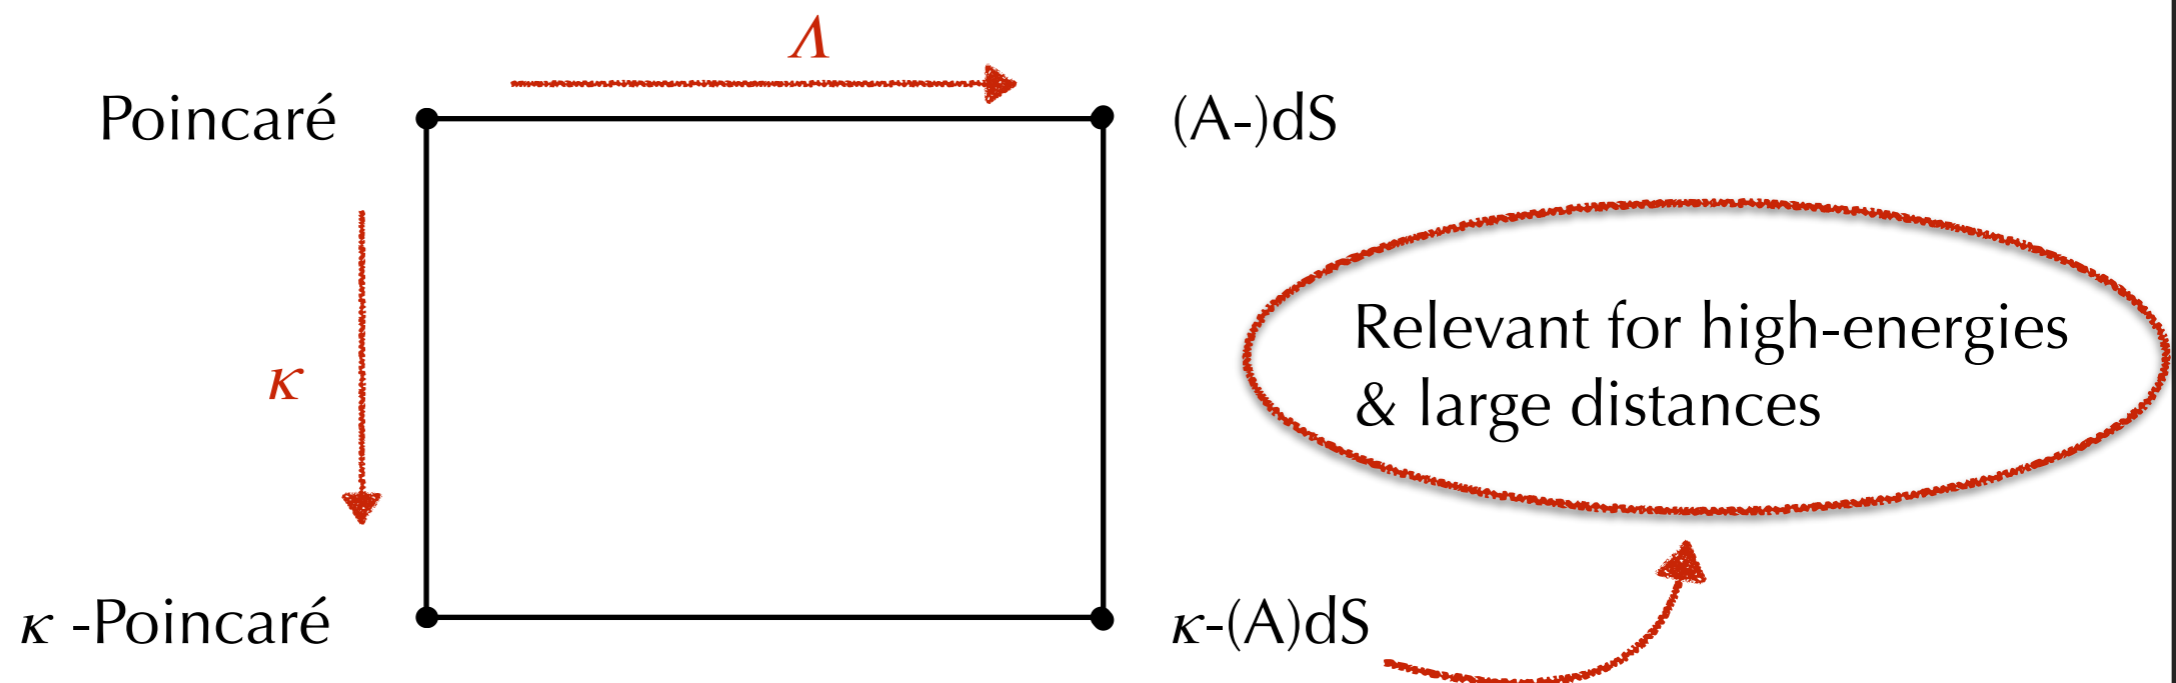 Λ
Poincaré
(A-)dS
Relevant for high-energies
& large distances
κ
κ -Poincaré
κ-(A)dS